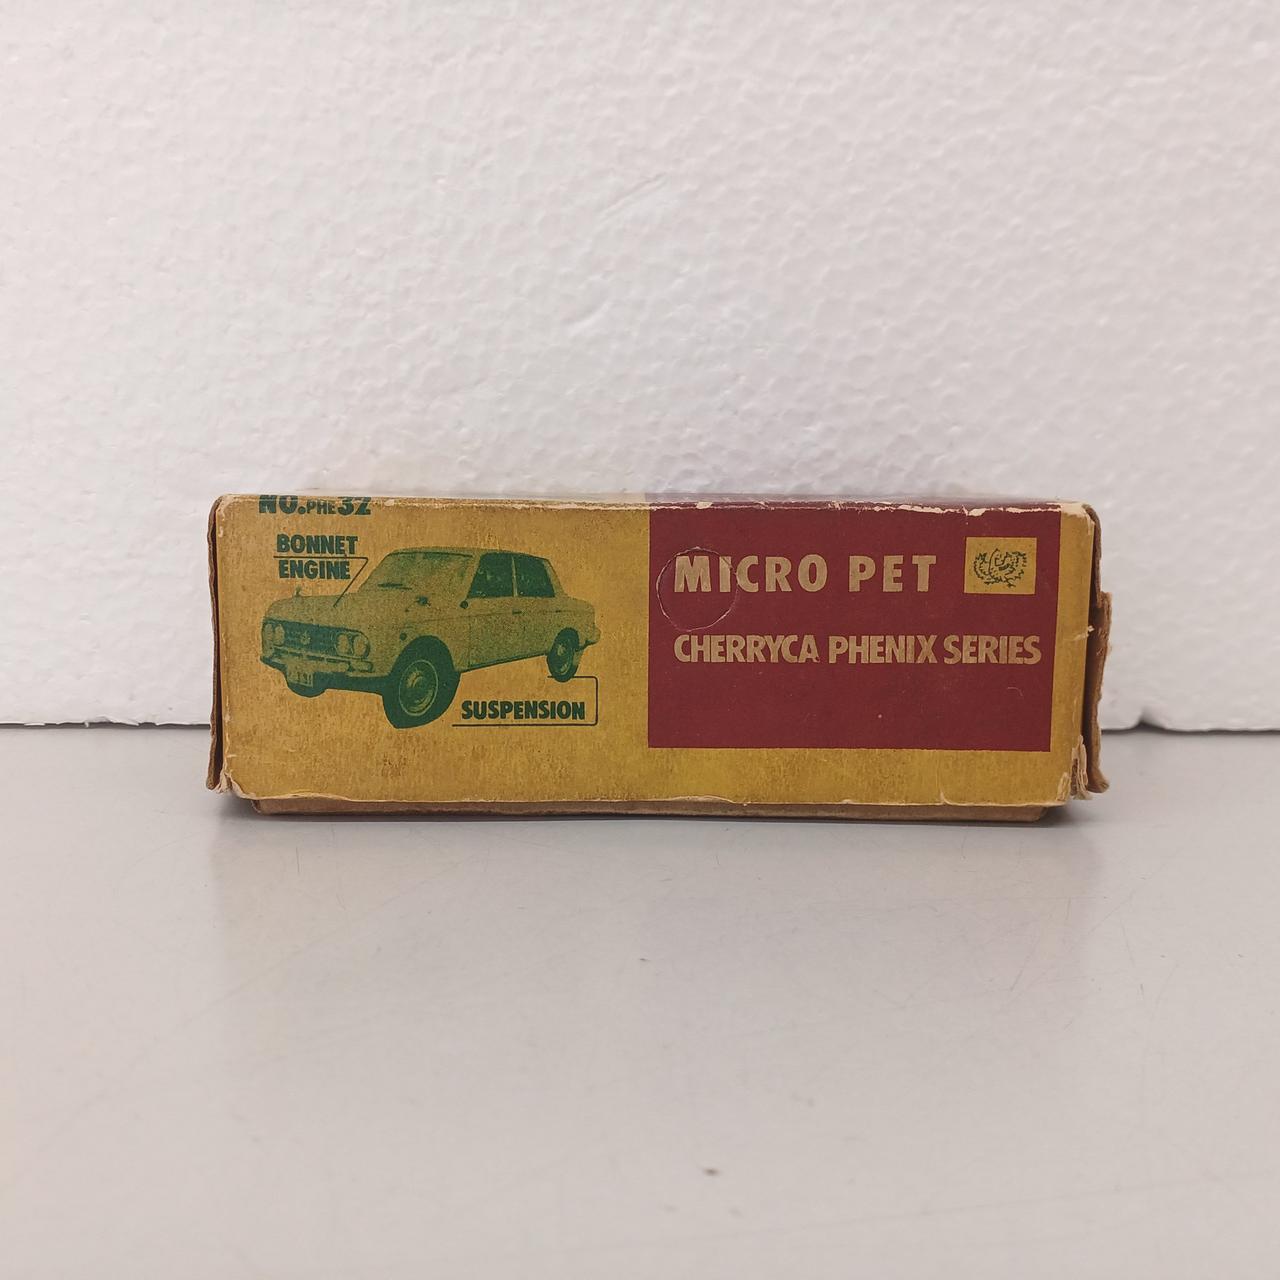 NO.PHE32
BONNET
ENGINE
SUSPENSION
MICRO PET
CHERRYCA PHENIX SERIES